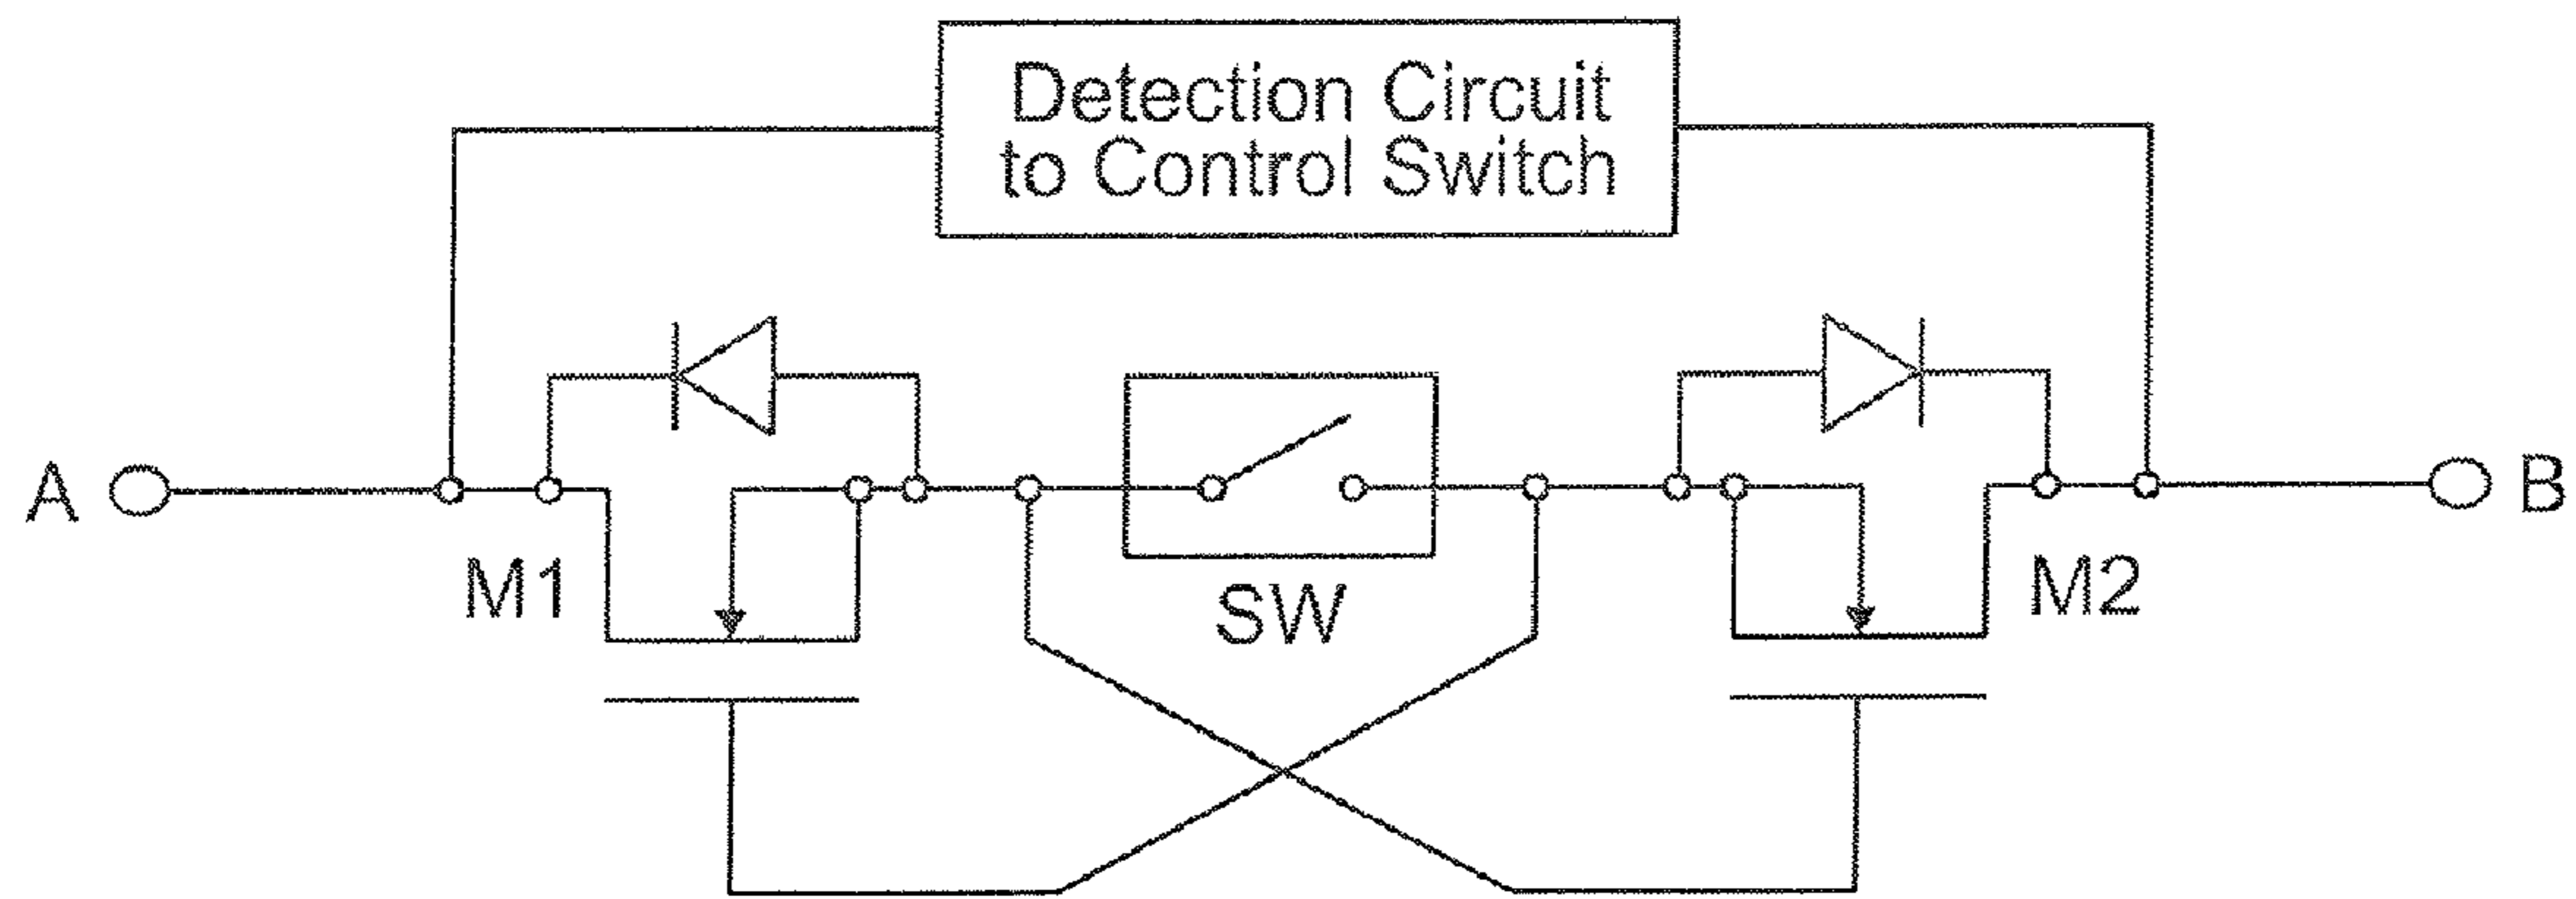 Detection Circuit
to Control Switch
A
B
M1
SW
M2